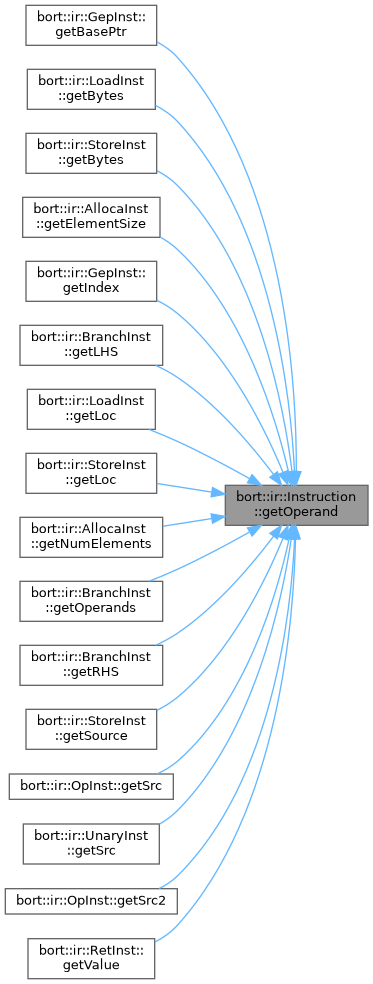 bort::ir::GepInst::
getBasePtr
bort::ir::LoadInst
::getBytes
bort::ir::StoreInst
::getBytes
bort::ir::AllocaInst
::getElementSize
bort::ir::GepInst::
getIndex
bort::ir::BranchInst
::getLHS
bort::ir::LoadInst
::getLoc
bort::ir::StoreInst
::getLoc
bort::ir::Instruction
::getOperand
bort::ir::AllocaInst
::getNumElements
bort::ir::BranchInst
::getOperands
bort::ir::BranchInst
::getRHS
bort::ir::StoreInst
::getSource
bort::ir::OpInst::getSrc
bort::ir::UnaryInst
::getSrc
bort::ir::OpInst::getSrc2
bort::ir::RetInst::
getValue